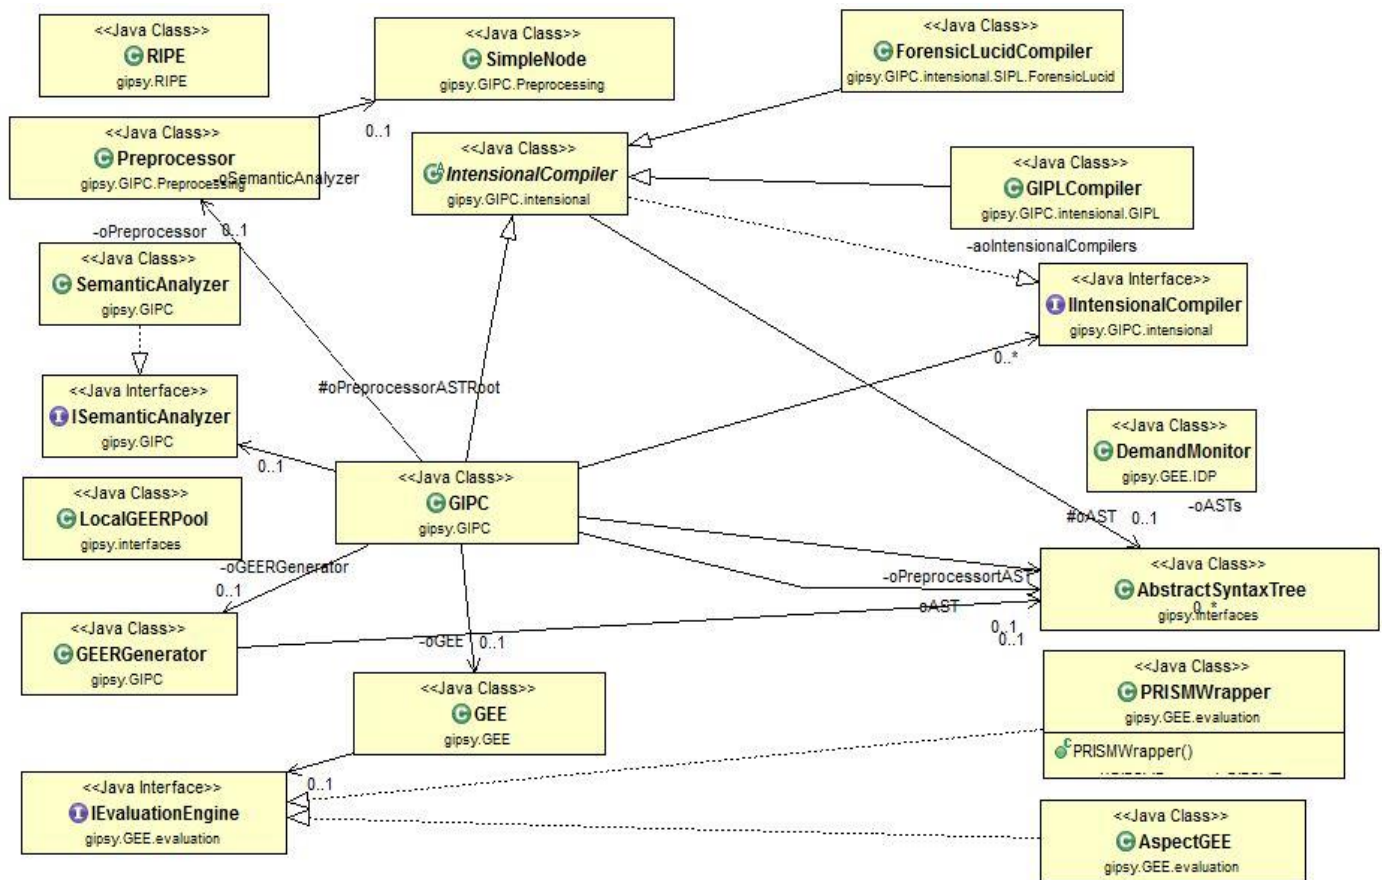 <<Java Class>>
RIPE
gipsy.RIPE
<<Java Class>>
SimpleNode
gipsy.GIPC.Preprocessing
<<Java Class>>
ForensicLucidCompiler
gipsy.GIPC.intensional.SIPL.ForensicLucid
0..1
<<Java Class>>
Preprocessor
gipsy.GIPC.Preprocessing
-oSemanticAnalyzer
<<Java Class>>
IntensionalCompiler
gipsy.GIPC.intensional
<<Java Class>>
GIPLCompiler
gipsy.GIPC.intensional.GIPL
-oPreprocessor
0..1
-aoIntensionalCompilers
<<Java Class>>
SemanticAnalyzer
gipsy.GIPC
<<Java Interface>>
IIntensionalCompiler
gipsy.GIPC.intensional
0..*
#oPreprocessorASTRoot
<<Java Interface>>
ISemanticAnalyzer
gipsy.GIPC
0..1
<<Java Class>>
DemandMonitor
gipsy.GEE.IDP
<<Java Class>>
GIPC
gipsy.GIPC
<<Java Class>>
LocalGEERPool
gipsy.interfaces
-oASTs
#oAST
0..1
-oGEERGenerator
0..1
-oPreprocessortAST
<<Java Class>>
AbstractSyntaxTree
gipsy.interfaces
0..*
oAST
0..1
0..1
<<Java Class>>
GEERGenerator
gipsy.GIPC
-oGEE
0..1
<<Java Class>>
GEE
gipsy.GEE
<<Java Class>>
PRISMWrapper
gipsy.GEE.evaluation
PRISMWrapper()
0..1
<<Java Interface>>
IEvaluationEngine
gipsy.GEE.evaluation
<<Java Class>>
AspectGEE
gipsy.GEE.evaluation